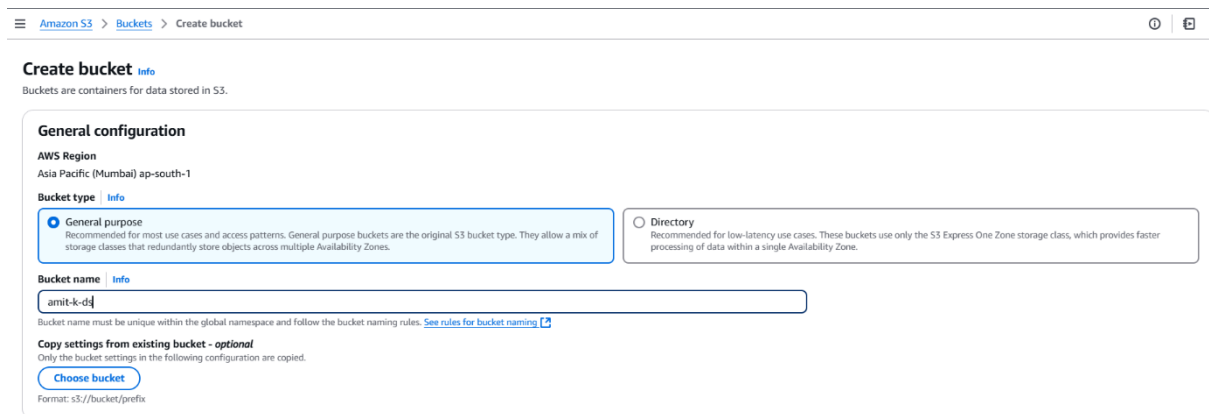 Amazon S3 > Buckets > Create bucket
Create bucket Info
Buckets are containers for data stored in S3.
General configuration
AWS Region
Asia Pacific (Mumbai) ap-south-1
Bucket type Info
General purpose
Recommended for most use cases and access patterns. General purpose buckets are the original S3 bucket type. They allow a mix of
storage classes that redundantly store objects across multiple Availability Zones.
Directory
Recommended for low-latency use cases. These buckets use only the S3 Express One Zone storage class, which provides faster
processing of data within a single Availability Zone.
Bucket name Info
amit-k-ds
Bucket name must be unique within the global namespace and follow the bucket naming rules. See rules for bucket naming
Copy settings from existing bucket - optional
Only the bucket settings in the following configuration are copied.
Choose bucket
Format: s3://bucket/prefix